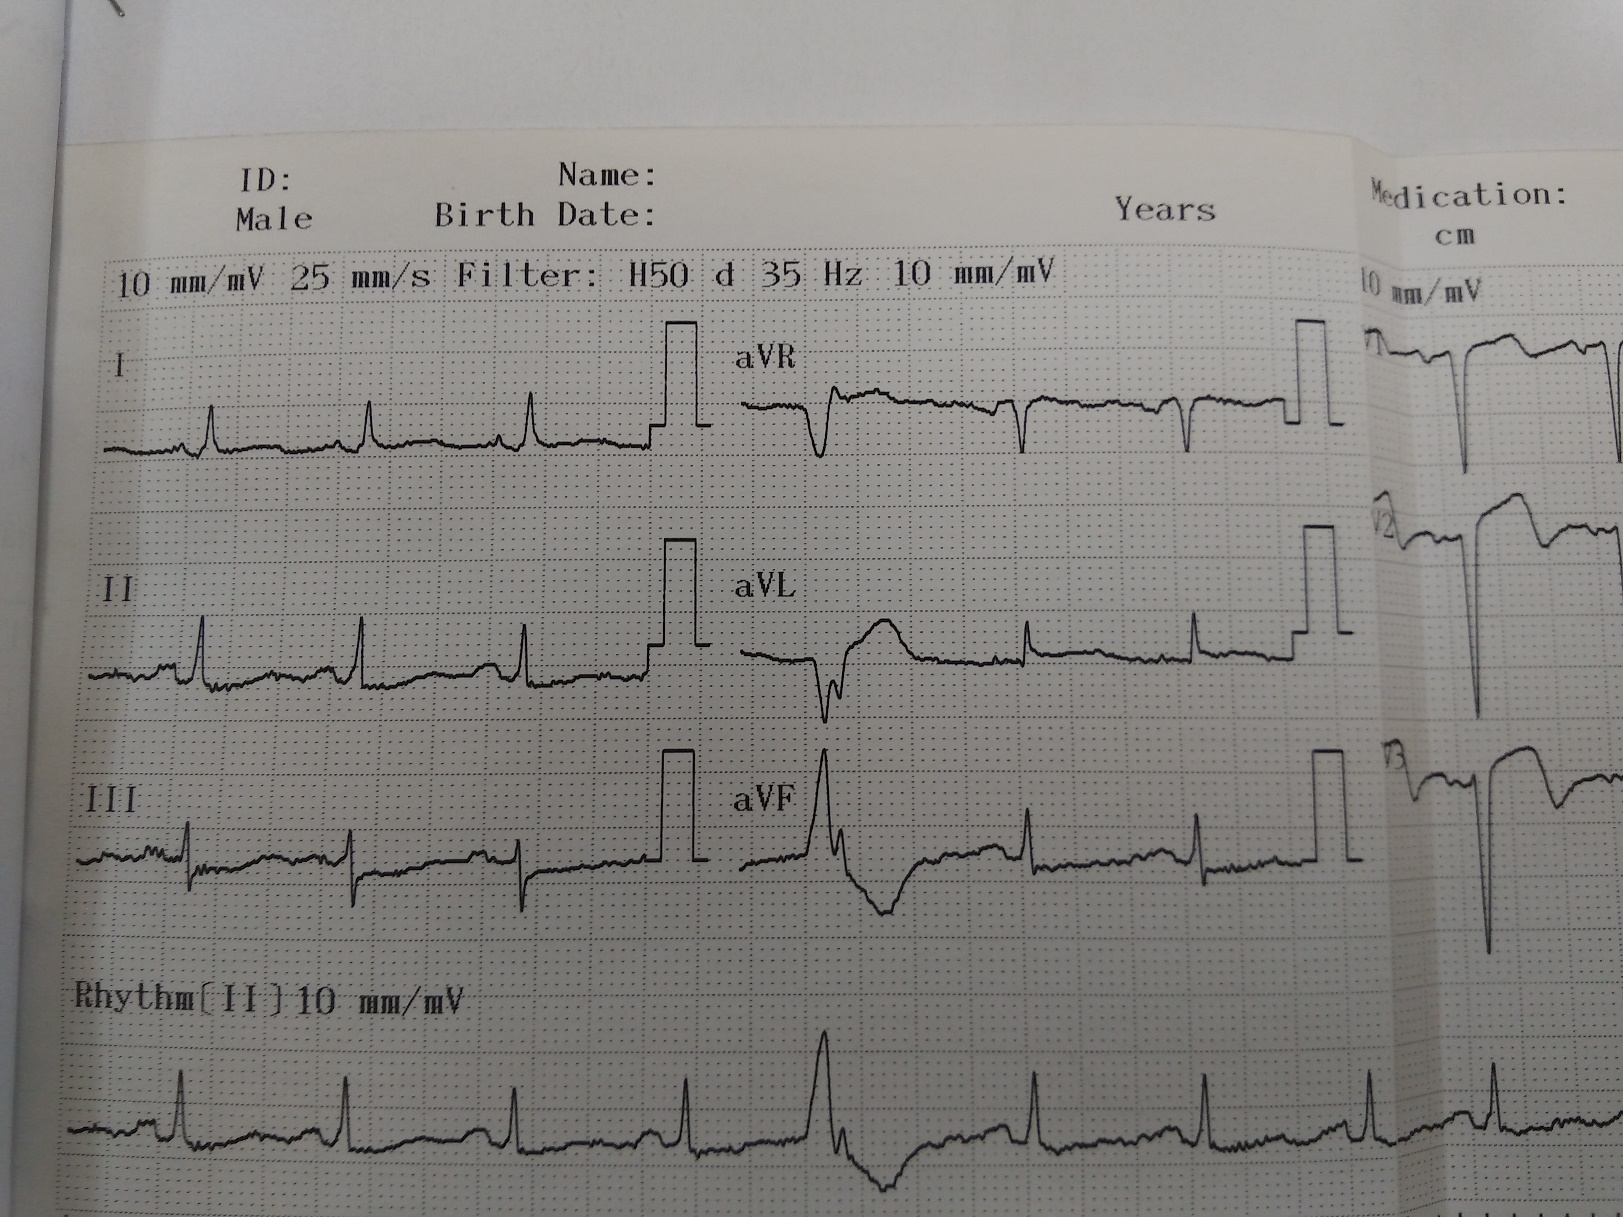 ID: Name:
Male Birth Date: Years
Medication:
cm
10 mm/mV 25 mm/s Filter: H50 d 35 Hz 10 mm/mV
10 mm/mV
I aVR V1
II aVL V2
III aVF V3
Rhythm[II]10 mm/mV